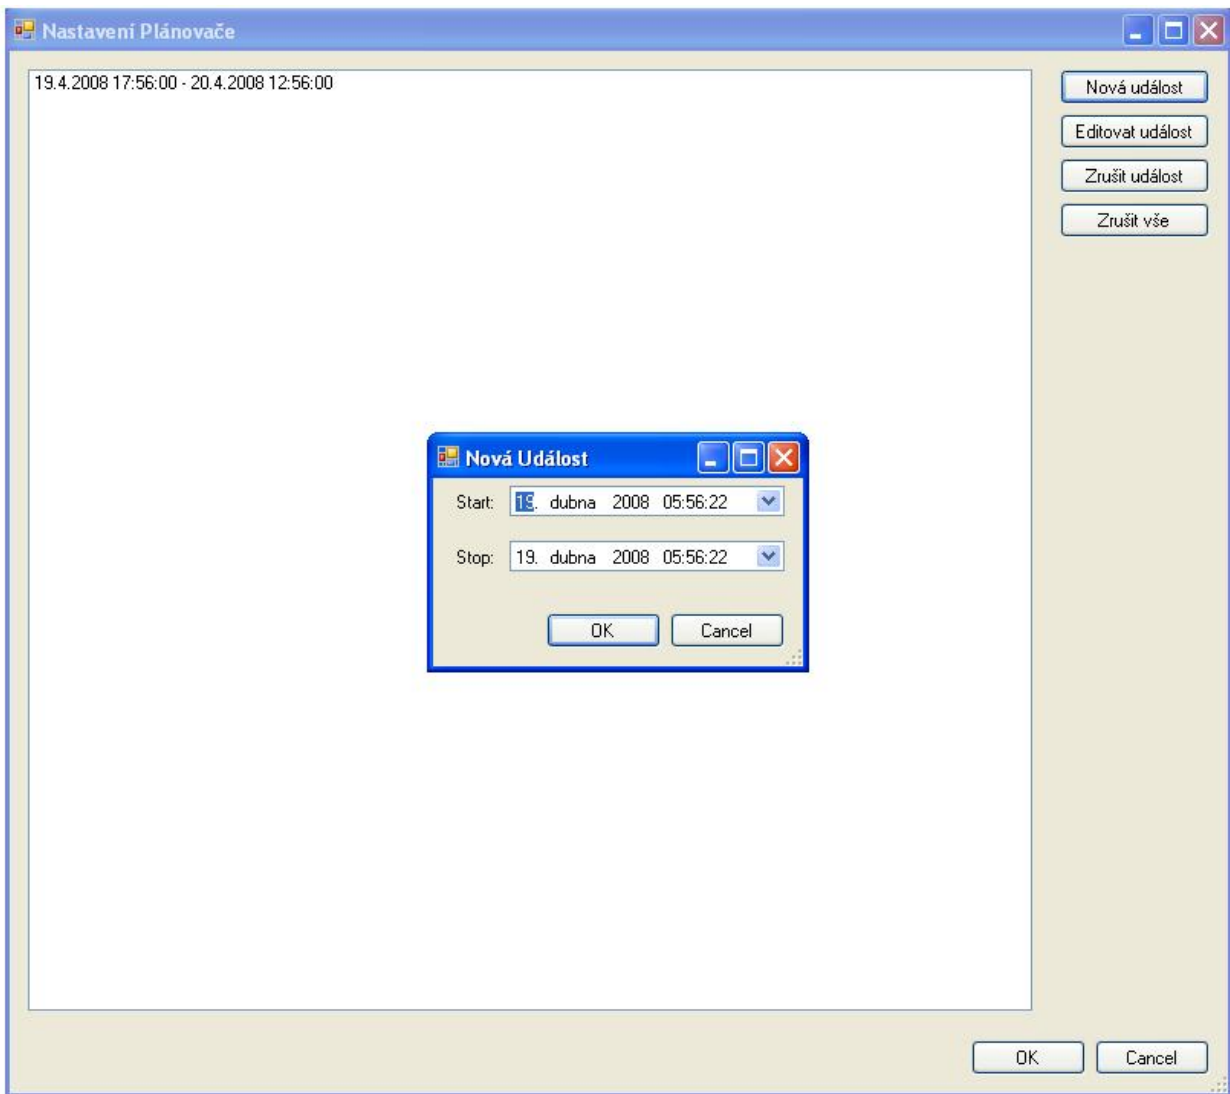 Nastavení Plánovače
19.4.2008 17:56:00 - 20.4.2008 12:56:00
Nová událost
Editovat událost
Zrušit událost
Zrušit vše
Nová Událost
Start: 19. dubna 2008 05:56:22
Stop: 19. dubna 2008 05:56:22
OK Cancel
OK Cancel